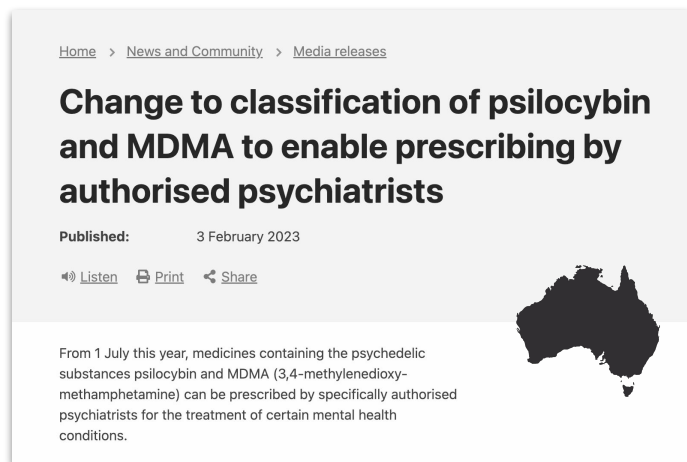 Home > News and Community > Media releases
Change to classification of psilocybin
and MDMA to enable prescribing by
authorised psychiatrists
Published: 3 February 2023
Listen Print Share
From 1 July this year, medicines containing the psychedelic
substances psilocybin and MDMA (3,4-methylenedioxy-
methamphetamine) can be prescribed by specifically authorised
psychiatrists for the treatment of certain mental health
conditions.